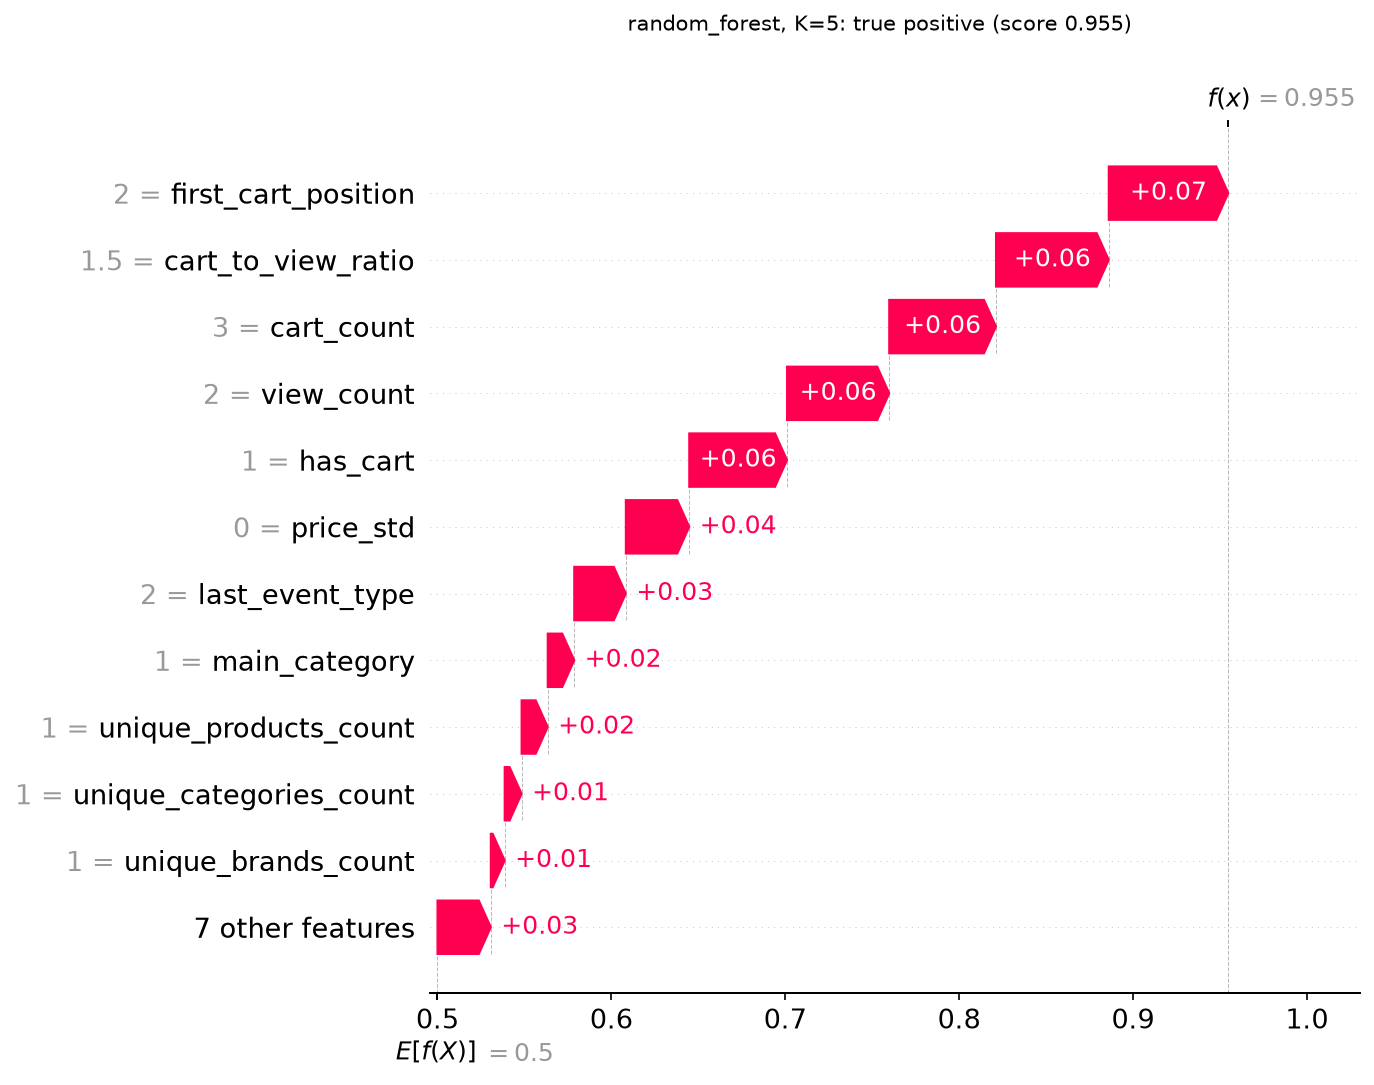 random_forest, K=5: true positive (score 0.955)
f(x) = 0.955
2 = first_cart_position +0.07
1.5 = cart_to_view_ratio +0.06
3 = cart_count +0.06
2 = view_count +0.06
1 = has_cart +0.06
0 = price_std +0.04
2 = last_event_type +0.03
1 = main_category +0.02
1 = unique_products_count +0.02
1 = unique_categories_count +0.01
1 = unique_brands_count +0.01
7 other features +0.03
0.5 0.6 0.7 0.8 0.9 1.0
E[f(X)] = 0.5